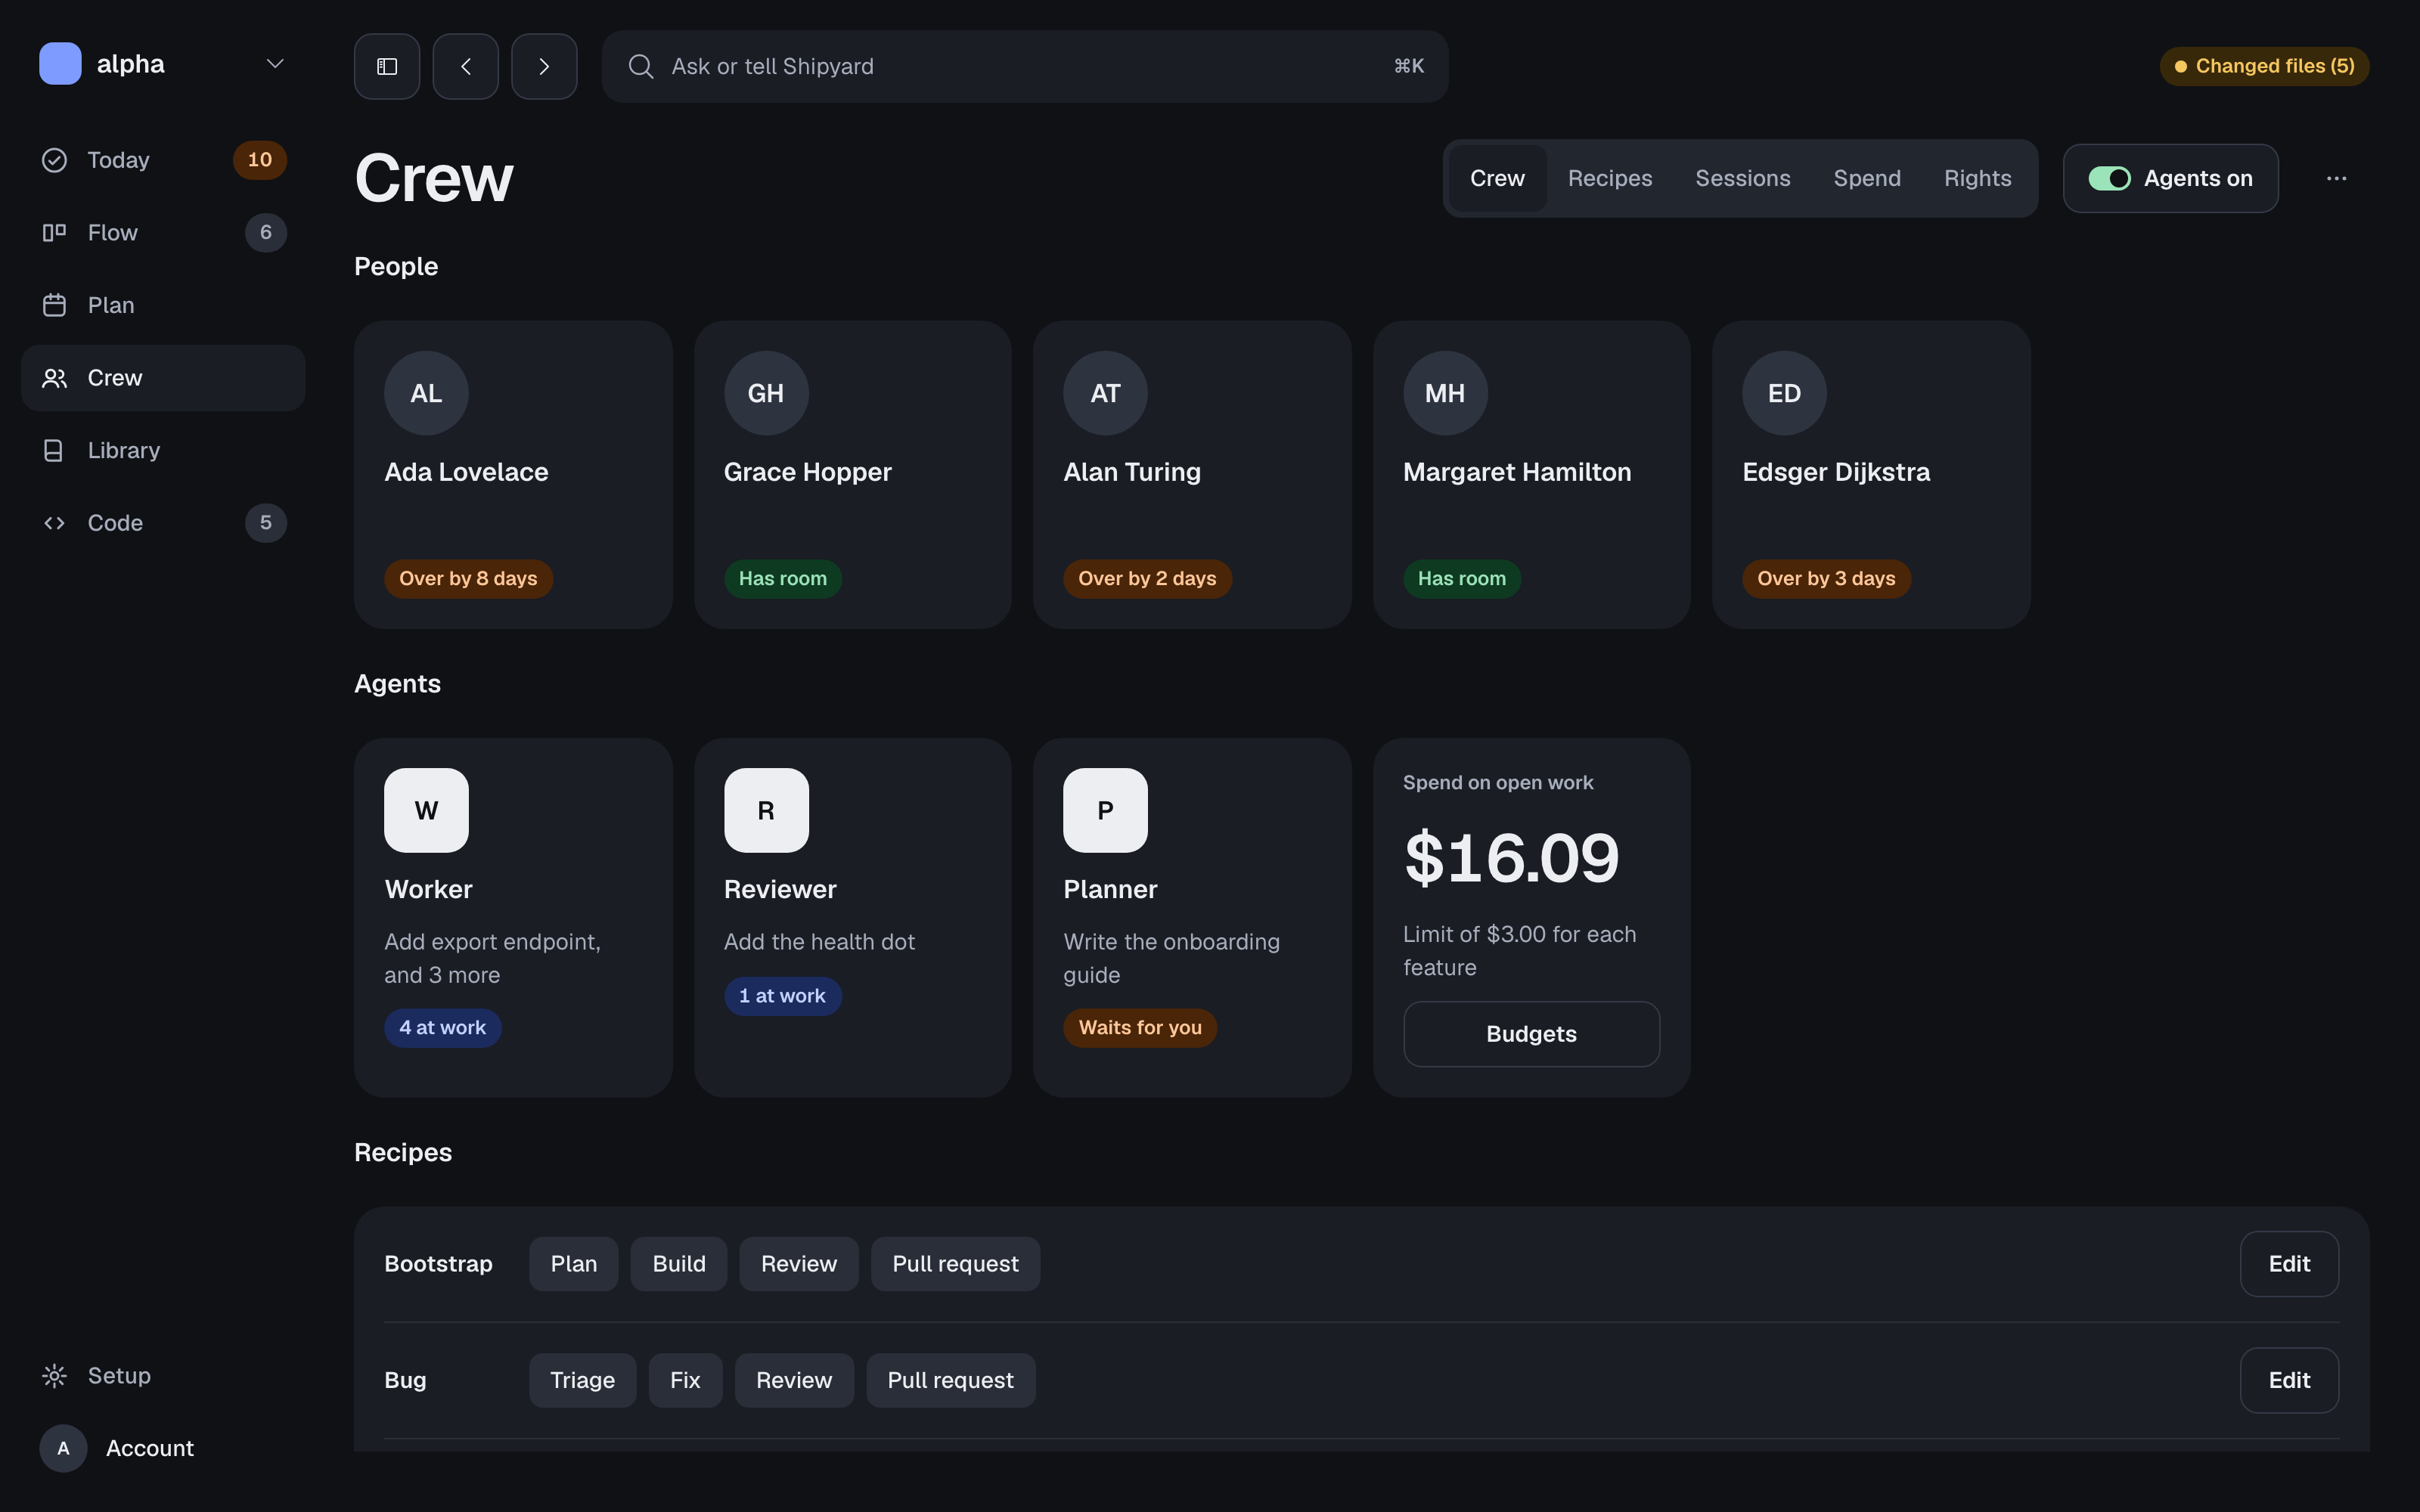 alpha
Ask or tell Shipyard
⌘K
Changed files (5)
Today
10
Flow
6
Plan
Crew
Library
Code
5
Setup
A
Account
Crew
Crew
Recipes
Sessions
Spend
Rights
Agents on
People
AL
Ada Lovelace
Over by 8 days
GH
Grace Hopper
Has room
AT
Alan Turing
Over by 2 days
MH
Margaret Hamilton
Has room
ED
Edsger Dijkstra
Over by 3 days
Agents
W
Worker
Add export endpoint,
and 3 more
4 at work
R
Reviewer
Add the health dot
1 at work
P
Planner
Write the onboarding
guide
Waits for you
Spend on open work
$16.09
Limit of $3.00 for each
feature
Budgets
Recipes
Bootstrap
Plan
Build
Review
Pull request
Edit
Bug
Triage
Fix
Review
Pull request
Edit